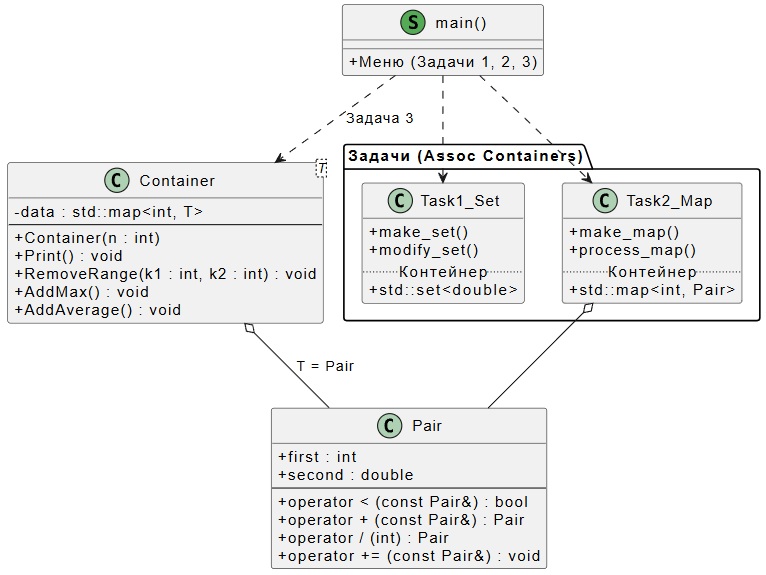 S main()
+Меню (Задачи 1, 2, 3)
Задача 3
Задачи (Assoc Containers)
T
C Container
-data : std::map<int, T>
+Container(n : int)
+Print() : void
+RemoveRange(k1 : int, k2 : int) : void
+AddMax() : void
+AddAverage() : void
C Task1_Set
+make_set()
+modify_set()
Контейнер
+std::set<double>
C Task2_Map
+make_map()
+process_map()
Контейнер
+std::map<int, Pair>
T = Pair
C Pair
+first : int
+second : double
+operator < (const Pair&) : bool
+operator + (const Pair&) : Pair
+operator / (int) : Pair
+operator += (const Pair&) : void